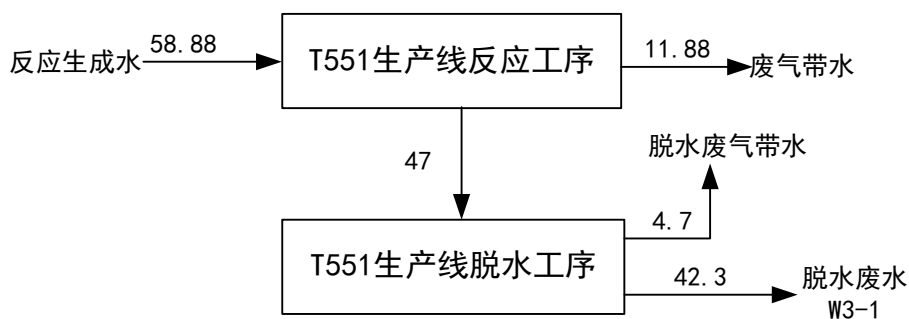 反应生成水
58.88
T551生产线反应工序
11.88
废气带水
47
脱水废气带水
4.7
T551生产线脱水工序
42.3
脱水废水
W3-1